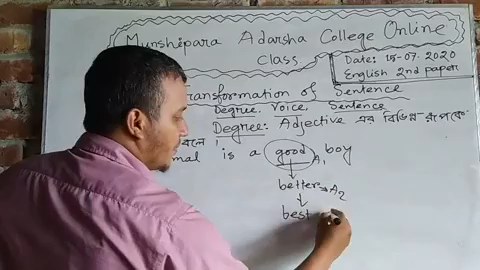 Munshipara Adarsha College Online
Class
Date: 15-07-2020
English 2nd paper
Transformation of Sentence
Degree, Voice, Sentence
Degree: Adjective এর বিভিন্ন রূপকে
বলে।
mal is a good boy
A1
better → A2
best